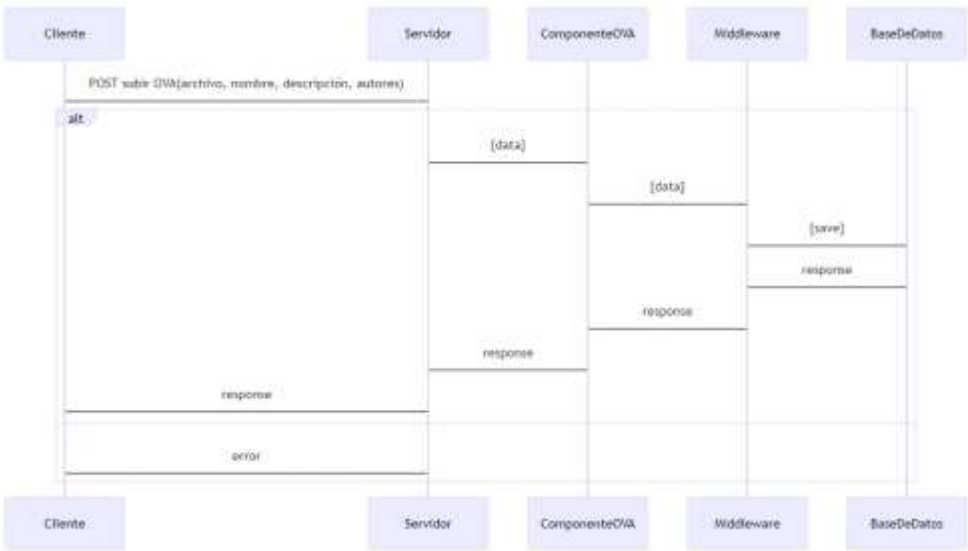 Cliente
Servidor
ComponenteOVA
Middleware
BaseDeDatos
POST subir OVA(archivo, nombre, descripción, autores)
alt
[data]
[data]
[save]
response
response
response
response
error
Cliente
Servidor
ComponenteOVA
Middleware
BaseDeDatos